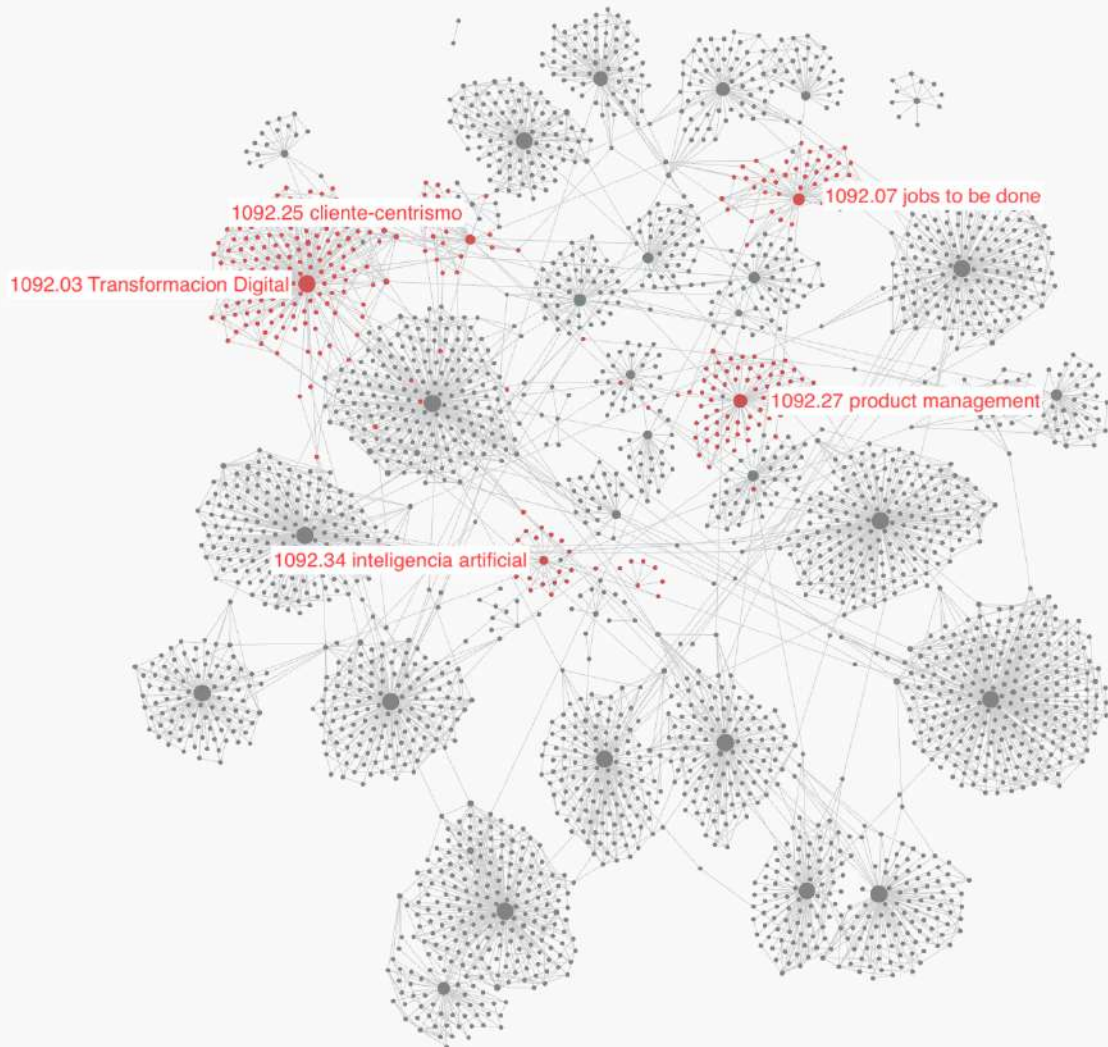 1092.07 jobs to be done
1092.25 cliente-centrismo
1092.03 Transformacion Digital
1092.27 product management
1092.34 inteligencia artificial